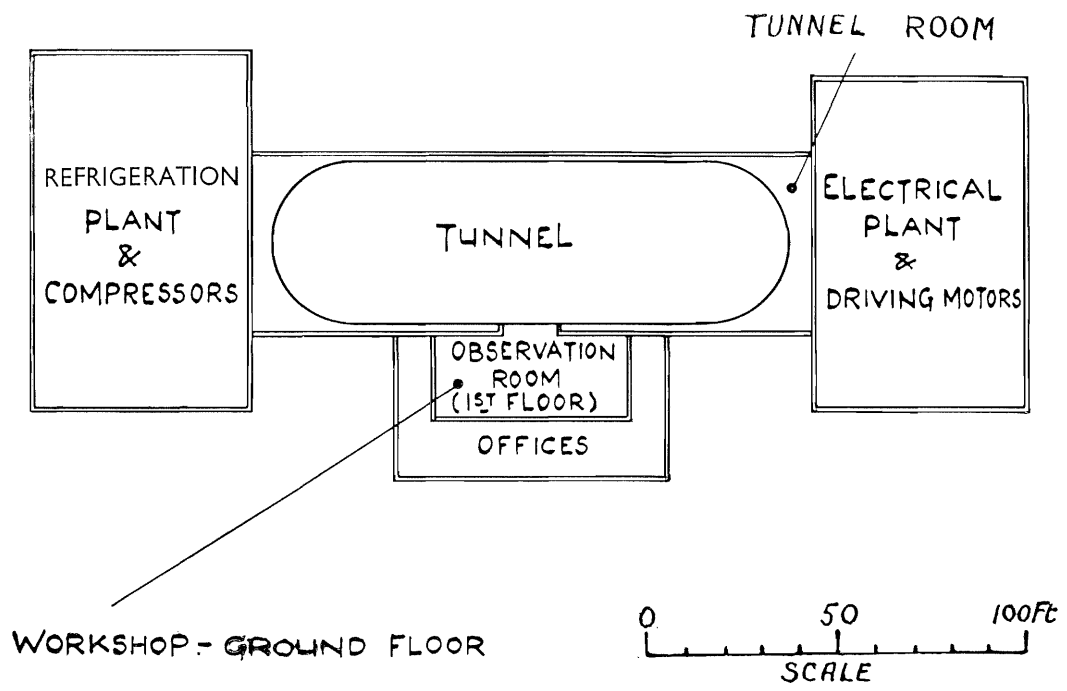 TUNNEL ROOM
REFRIGERATION
PLANT
&
COMPRESSORS
TUNNEL
ELECTRICAL
PLANT
&
DRIVING MOTORS
OBSERVATION
ROOM
(1ST FLOOR)
OFFICES
WORKSHOP - GROUND FLOOR
0 50 100Ft
SCALE